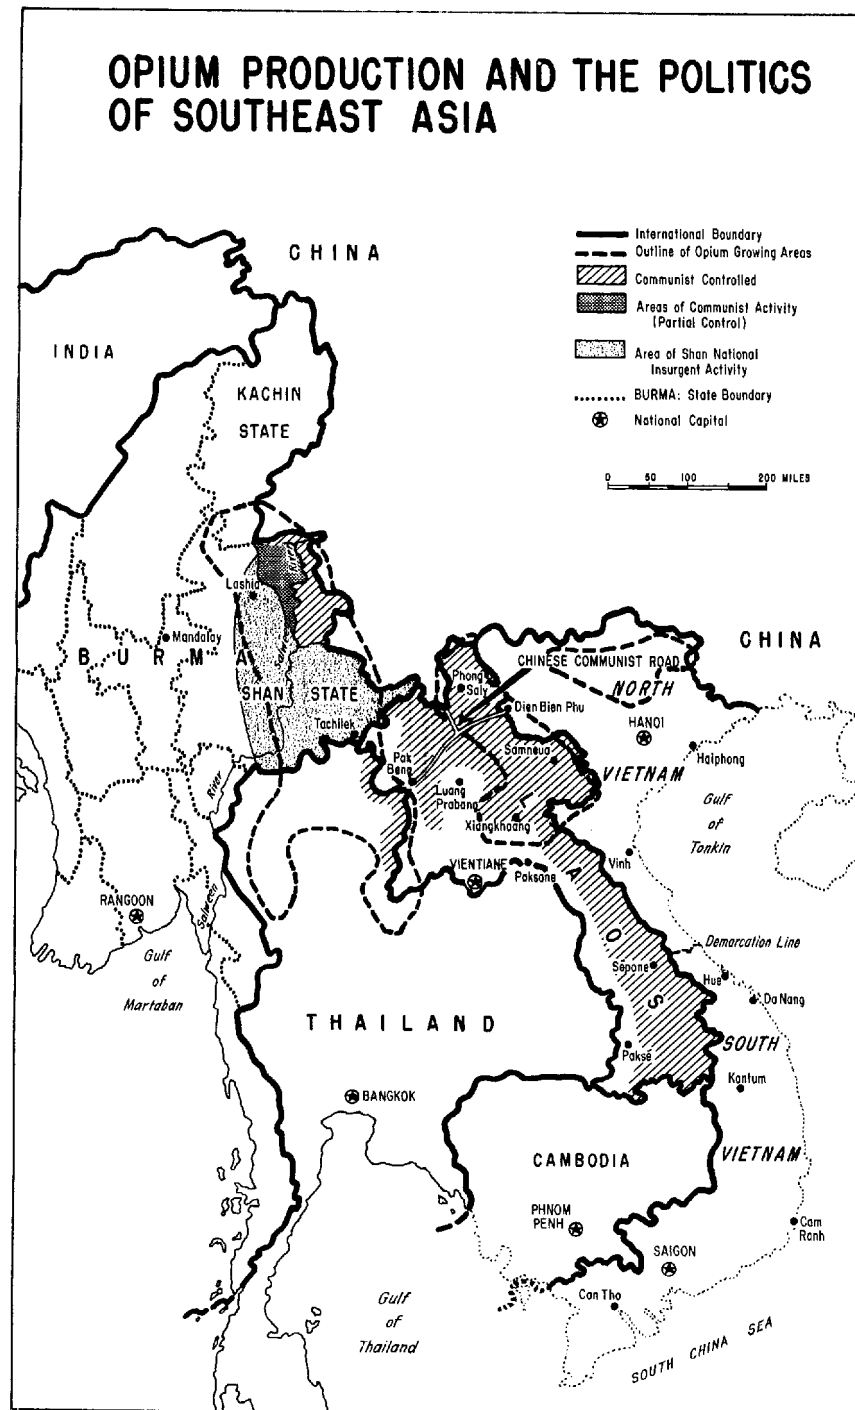 OPIUM PRODUCTION AND THE POLITICS
OF SOUTHEAST ASIA
International Boundary
Outline of Opium Growing Areas
Communist Controlled
Areas of Communist Activity
(Partial Control)
Area of Shan National
Insurgent Activity
BURMA: State Boundary
National Capital
0 50 100 200 MILES
CHINA
INDIA
KACHIN
STATE
Lashio
Mandalay
BURMA
SHAN STATE
Tachilek
CHINA
CHINESE COMMUNIST ROAD
Phong
Saly
NORTH
Dien Bien Phu
HANOI
Haiphong
Samneua
VIETNAM
Pak
Beng
Luang
Prabang
Gulf
of
Tonkin
Xiangkhoang
LAOS
River
Salween
VIENTIANE
Paksane
Vinh
RANGOON
Gulf
of
Martaban
Demarcation Line
Sepone
Hue
Da Nang
THAILAND
SOUTH
Pakse
Kontum
BANGKOK
CAMBODIA
VIETNAM
PHNOM
PENH
Cam
Ranh
SAIGON
Can Tho
Gulf
of
Thailand
SOUTH CHINA SEA